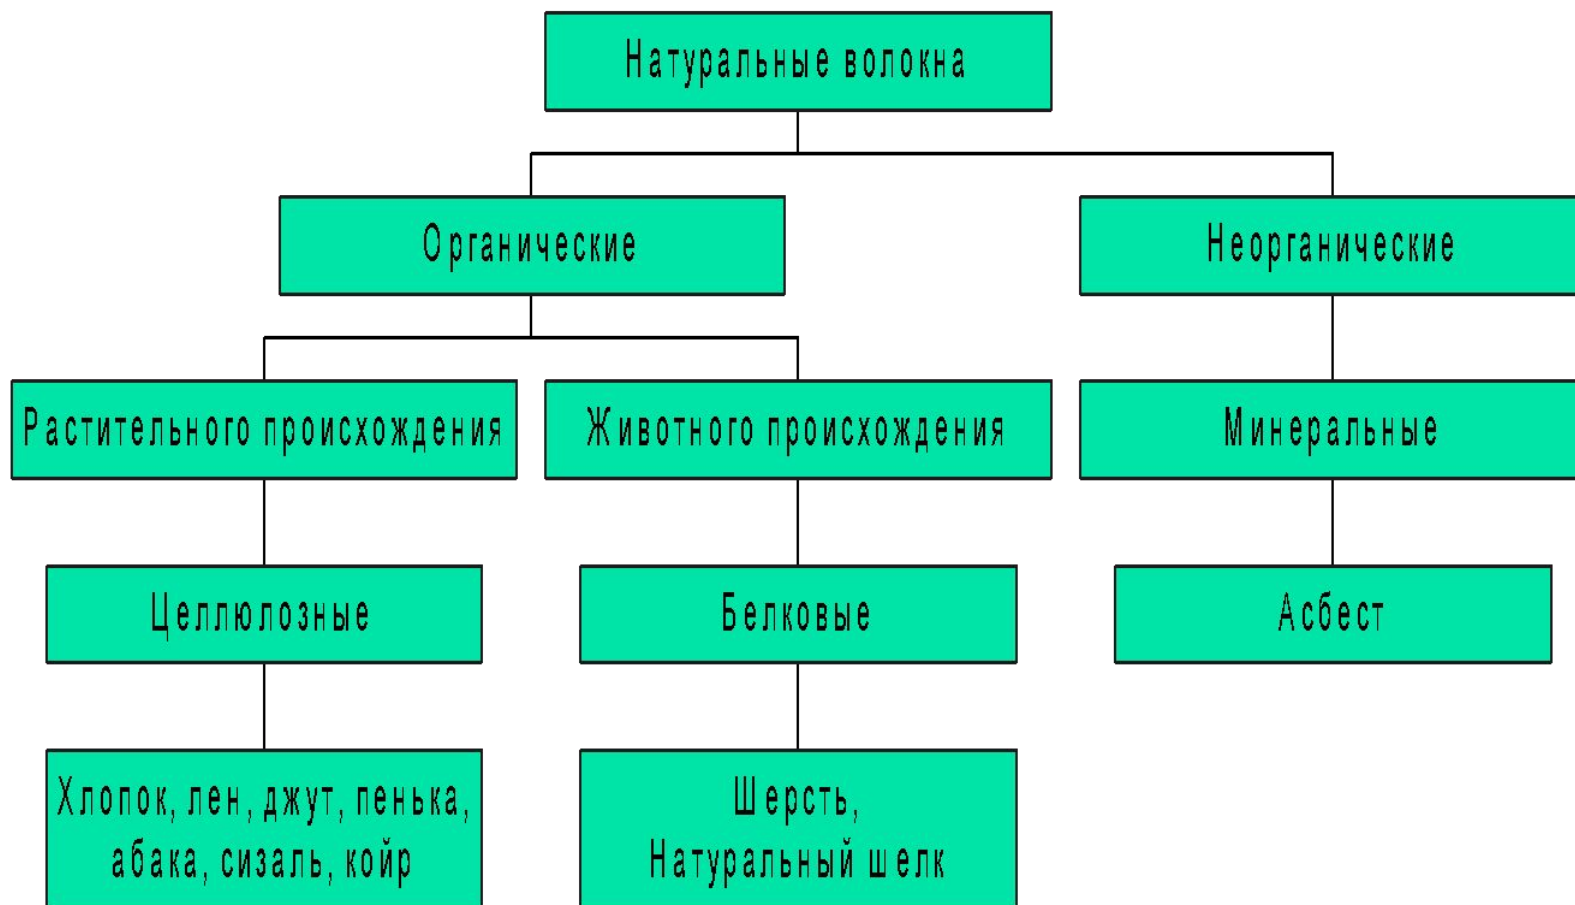 Натуральные волокна
Органические
Неорганические
Растительного происхождения
Животного происхождения
Минеральные
Целлюлозные
Белковые
Асбест
Хлопок, лен, джут, пенька,
абака, сизаль, койр
Шерсть,
Натуральный шелк